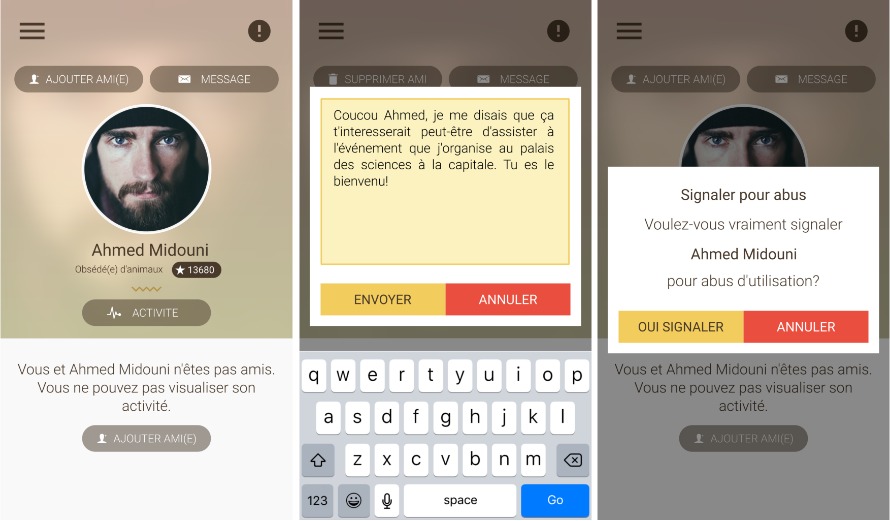 AJOUTER AMI(E)
MESSAGE
Ahmed Midouni
Obsédé(e) d'animaux
13680
ACTIVITE
Vous et Ahmed Midouni n'êtes pas amis.
Vous ne pouvez pas visualiser son
activité.
AJOUTER AMI(E)
SUPPRIMER AMI
MESSAGE
Coucou Ahmed, je me disais que ça
t'interesserait peut-être d'assister à
l'événement que j'organise au palais
des sciences à la capitale. Tu es le
bienvenu!
ENVOYER
ANNULER
q w e r t y u i o p
a s d f g h j k l
z x c v b n m
123
space
Go
AJOUTER AMI(E)
MESSAGE
Signaler pour abus
Voulez-vous vraiment signaler
Ahmed Midouni
pour abus d'utilisation?
OUI SIGNALER
ANNULER
Vous et Ahmed Midouni n'êtes pas amis.
Vous ne pouvez pas visualiser son
activité.
AJOUTER AMI(E)